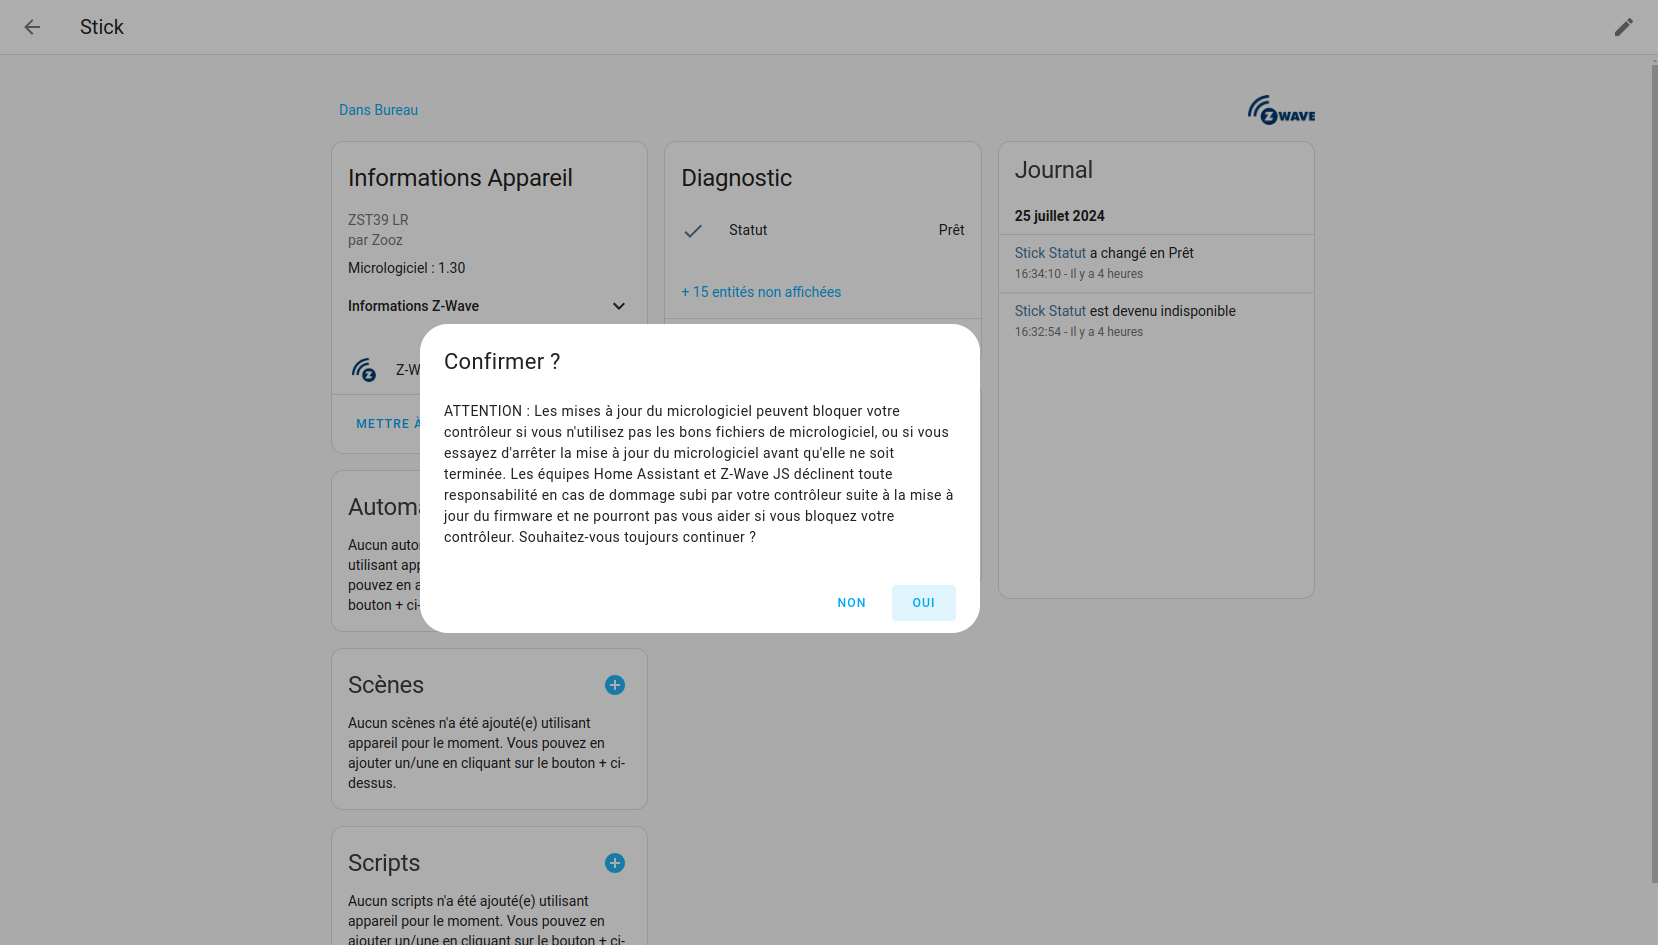 Stick
Dans Bureau
Z WAVE
Informations Appareil
ZST39 LR
par Zooz
Micrologiciel : 1.30
Informations Z-Wave
Z-W
METTRE À
Diagnostic
Statut
Prêt
+ 15 entités non affichées
Journal
25 juillet 2024
Stick Statut a changé en Prêt
16:34:10 - Il y a 4 heures
Stick Statut est devenu indisponible
16:32:54 - Il y a 4 heures
Confirmer ?
ATTENTION : Les mises à jour du micrologiciel peuvent bloquer votre
contrôleur si vous n'utilisez pas les bons fichiers de micrologiciel, ou si vous
essayez d'arrêter la mise à jour du micrologiciel avant qu'elle ne soit
terminée. Les équipes Home Assistant et Z-Wave JS déclinent toute
responsabilité en cas de dommage subi par votre contrôleur suite à la mise à
jour du firmware et ne pourront pas vous aider si vous bloquez votre
contrôleur. Souhaitez-vous toujours continuer ?
NON
OUI
Autom
Aucun auto
utilisant app
pouvez en a
bouton + ci-
Scènes
Aucun scènes n'a été ajouté(e) utilisant
appareil pour le moment. Vous pouvez en
ajouter un/une en cliquant sur le bouton + ci-
dessus.
Scripts
Aucun scripts n'a été ajouté(e) utilisant
appareil pour le moment. Vous pouvez en
ajouter un/une en cliquant sur le bouton + ci-